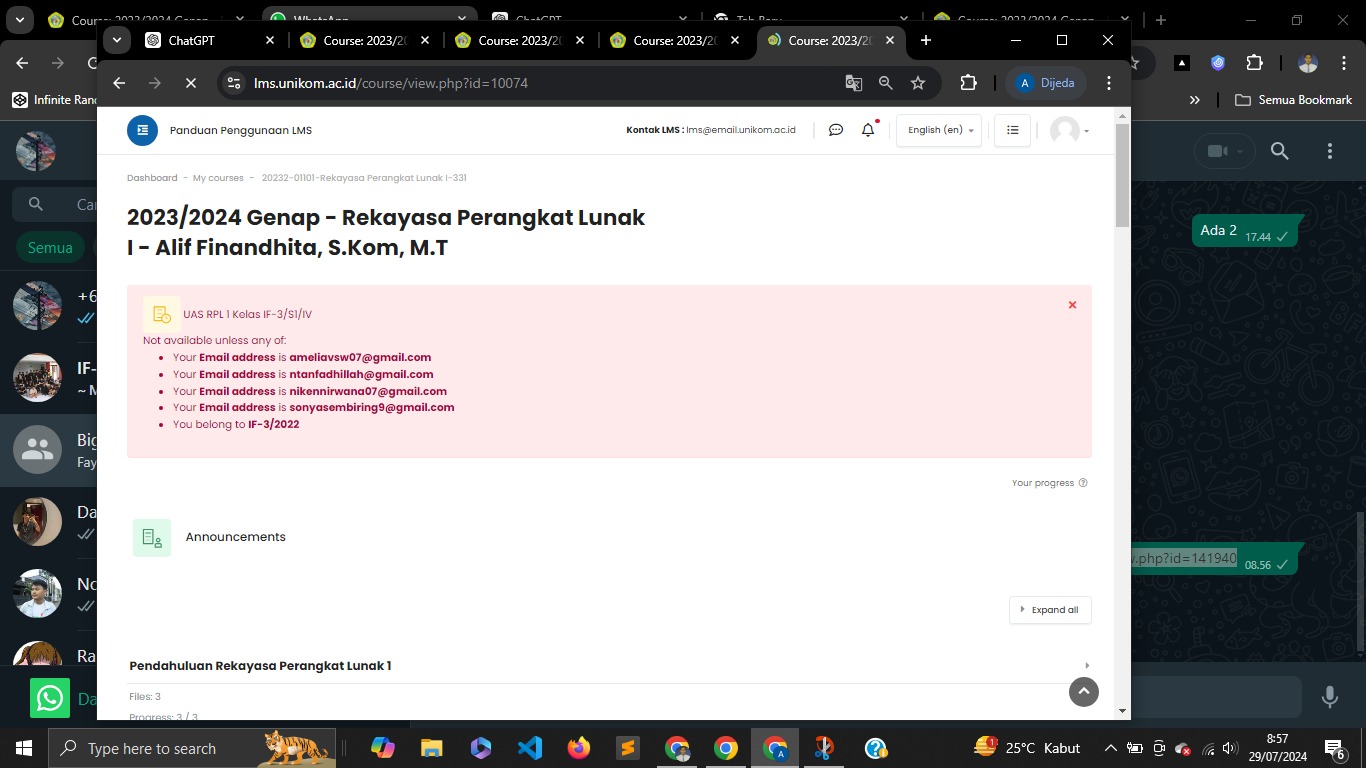 Course: 2023/2024 Genap
WhatsApp
ChatGPT
Tab Baru
Course: 2023/2024 Genap
ChatGPT
Course: 2023/20
Course: 2023/20
Course: 2023/20
Course: 2023/20
lms.unikom.ac.id/course/view.php?id=10074
A Dijeda
Infinite Ran
Semua Bookmark
Panduan Penggunaan LMS
Kontak LMS : lms@email.unikom.ac.id
English (en)
Dashboard - My courses - 20232-01101-Rekayasa Perangkat Lunak I-331
2023/2024 Genap - Rekayasa Perangkat Lunak
I - Alif Finandhita, S.Kom, M.T
UAS RPL 1 Kelas IF-3/S1/IV
Not available unless any of:
Your Email address is ameliavsw07@gmail.com
Your Email address is ntanfadhillah@gmail.com
Your Email address is nikennirwana07@gmail.com
Your Email address is sonyasembiring9@gmail.com
You belong to IF-3/2022
Your progress
Announcements
Expand all
Pendahuluan Rekayasa Perangkat Lunak 1
Files: 3
Progress: 3 / 3
Car
Semua
+6
IF-
~ M
Big
Fay
Da
No
Ra
Da
Ada 2 17.44
.php?id=141940 08.56
Type here to search
1
A
25°C Kabut
8:57
29/07/2024
6